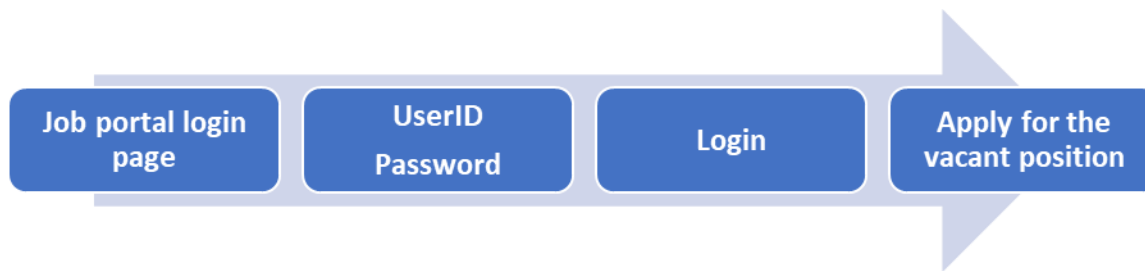 Job portal login
page
UserID
Password
Login
Apply for the
vacant position